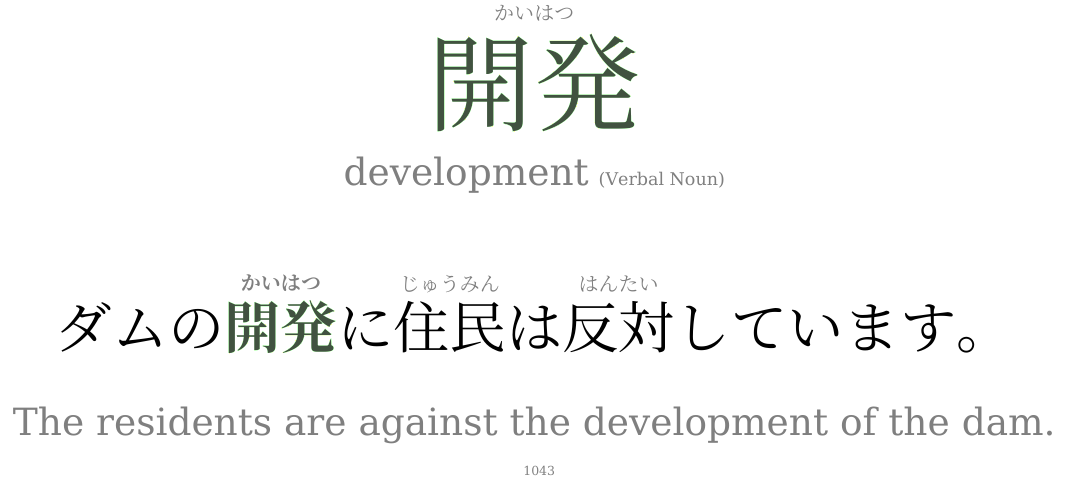 かいはつ
開発
development (Verbal Noun)
かいはつ じゅうみん はんたい
ダムの開発に住民は反対しています。
The residents are against the development of the dam.
1043